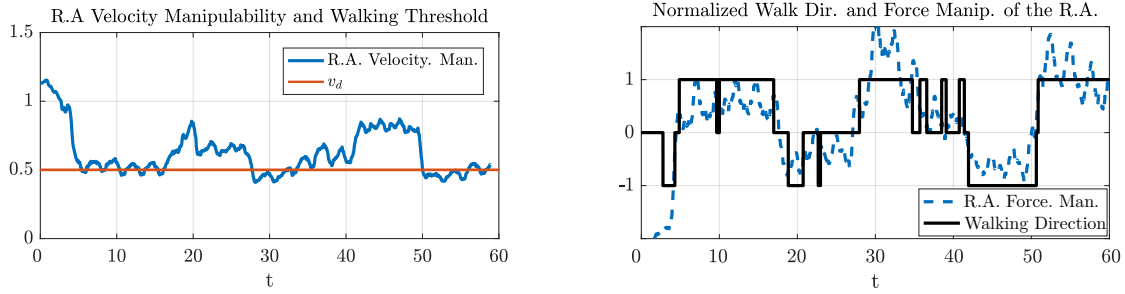 R.A Velocity Manipulability and Walking Threshold
1.5
1
0.5
0
R.A. Velocity. Man.
v_d
0 10 20 30 40 50 60
t
Normalized Walk Dir. and Force Manip. of the R.A.
1
0
-1
R.A. Force. Man.
Walking Direction
0 10 20 30 40 50 60
t